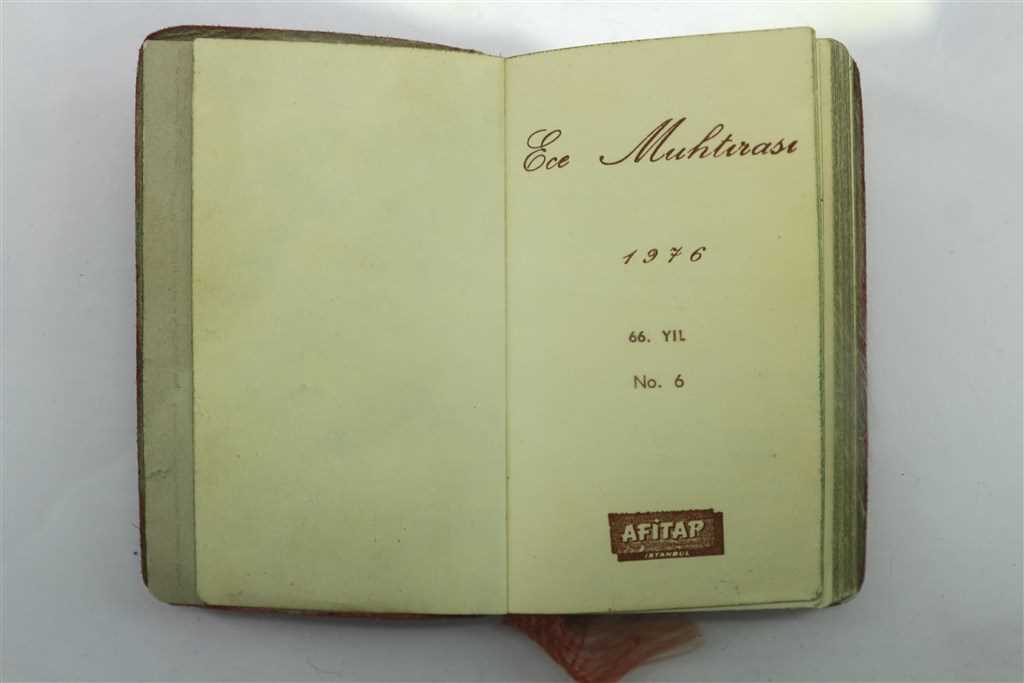 Ece Muhtırası
1976
66. YIL
No. 6
AFİTAP
İSTANBUL